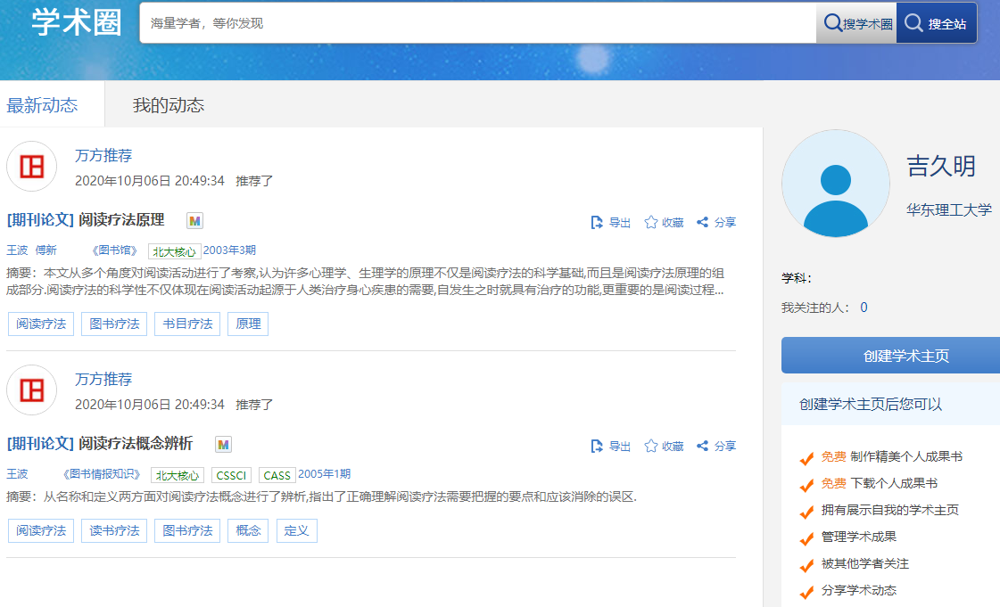 学术圈
海量学者，等你发现
搜学术圈
搜全站
最新动态
我的动态
万方推荐
2020年10月06日 20:49:34 推荐了
[期刊论文] 阅读疗法原理 M
导出 收藏 分享
王波 傅新 《图书馆》 北大核心 2003年3期
摘要：本文从多个角度对阅读活动进行了考察,认为许多心理学、生理学的原理不仅是阅读疗法的科学基础,而且是阅读疗法原理的组
成部分.阅读疗法的科学性不仅体现在阅读活动起源于人类治疗身心疾患的需要,自发生之时就具有治疗的功能,更重要的是阅读过程...
阅读疗法 图书疗法 书目疗法 原理
万方推荐
2020年10月06日 20:49:34 推荐了
[期刊论文] 阅读疗法概念辨析 M
导出 收藏 分享
王波 《图书情报知识》 北大核心 CSSCI CASS 2005年1期
摘要：从名称和定义两方面对阅读疗法概念进行了辨析,指出了正确理解阅读疗法需要把握的要点和应该消除的误区.
阅读疗法 读书疗法 图书疗法 概念 定义
吉久明
华东理工大学
学科：
我关注的人： 0
创建学术主页
创建学术主页后您可以
免费 制作精美个人成果书
免费 下载个人成果书
拥有展示自我的学术主页
管理学术成果
被其他学者关注
分享学术动态